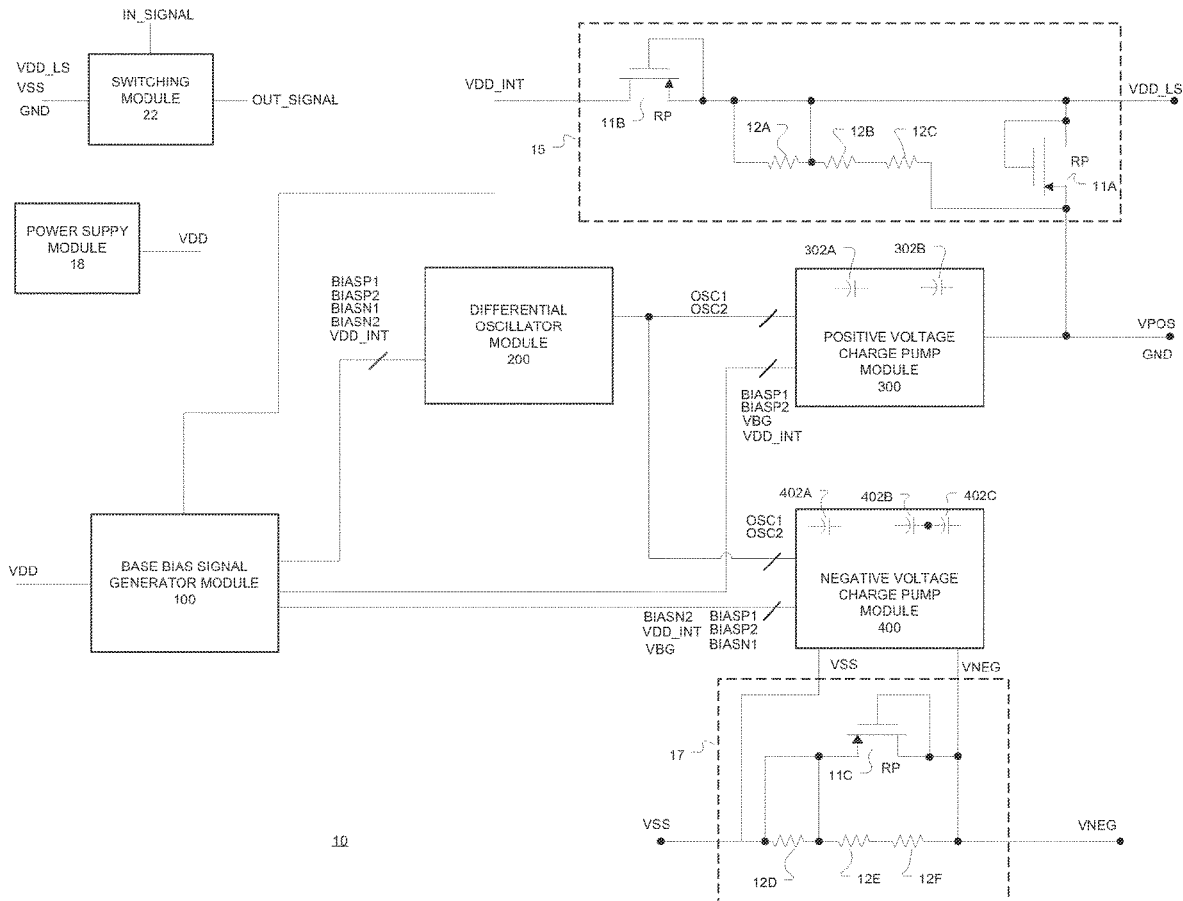 IN_SIGNAL
VDD_LS
VSS
GND
SWITCHING
MODULE
22
OUT_SIGNAL
VDD_INT
11B
RP
12A
12B
12C
VDD_LS
RP
11A
15
POWER SUPPY
MODULE
18
VDD
BIASP1
BIASP2
BIASN1
BIASN2
VDD_INT
DIFFERENTIAL
OSCILLATOR
MODULE
200
OSC1
OSC2
302A
302B
POSITIVE VOLTAGE
CHARGE PUMP
MODULE
300
VPOS
GND
BIASP1
BIASP2
VBG
VDD_INT
402A
402B
402C
OSC1
OSC2
VDD
BASE BIAS SIGNAL
GENERATOR MODULE
100
NEGATIVE VOLTAGE
CHARGE PUMP
MODULE
400
BIASN2
VDD_INT
VBG
BIASP1
BIASP2
BIASN1
VSS
VNEG
17
11C
RP
VSS
VNEG
12D
12E
12F
10